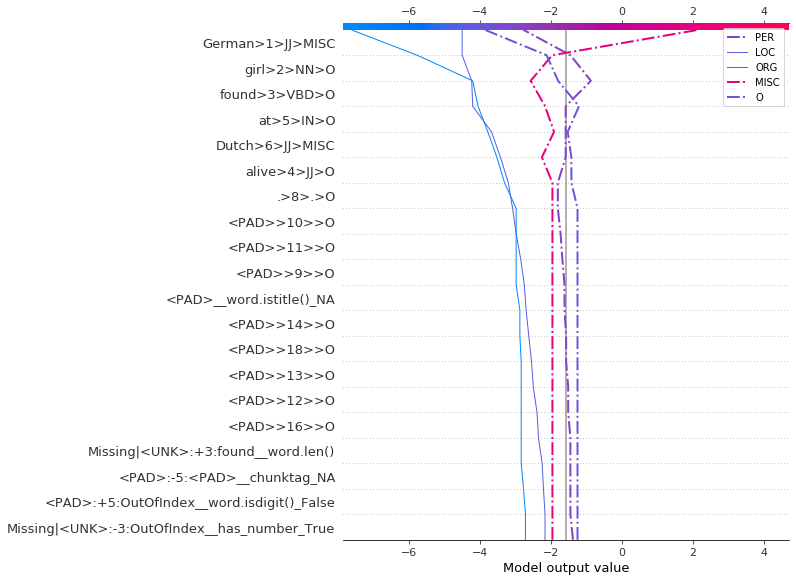 −6 −4 −2 0 2 4
PER
LOC
ORG
MISC
O
German>1>JJ>MISC
girl>2>NN>O
found>3>VBD>O
at>5>IN>O
Dutch>6>JJ>MISC
alive>4>JJ>O
.>8>.>O
<PAD>>10>>O
<PAD>>11>>O
<PAD>>9>>O
<PAD>__word.istitle()_NA
<PAD>>14>>O
<PAD>>18>>O
<PAD>>13>>O
<PAD>>12>>O
<PAD>>16>>O
Missing|<UNK>:+3:found__word.len()
<PAD>:-5:<PAD>__chunktag_NA
<PAD>:+5:OutOfIndex__word.isdigit()_False
Missing|<UNK>:-3:OutOfIndex__has_number_True
−6 −4 −2 0 2 4
Model output value